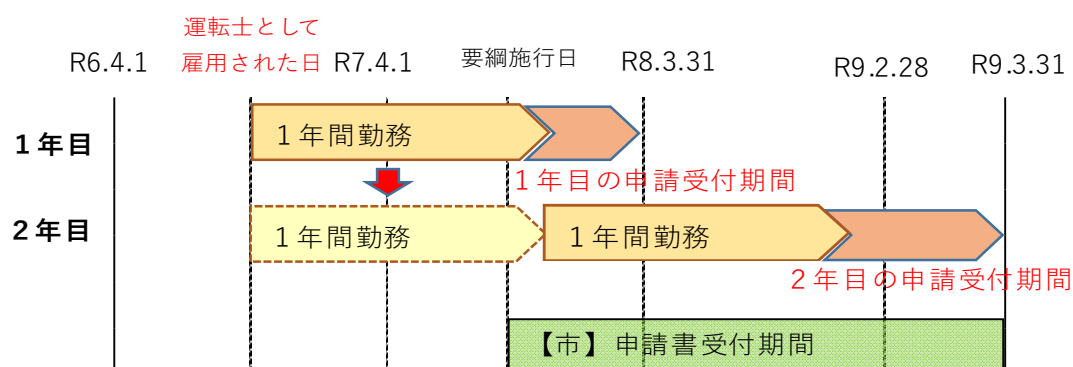 運転士として
R6.4.1 雇用された日 R7.4.1 要綱施行日 R8.3.31 R9.2.28 R9.3.31
1年目 1年間勤務
1年目の申請受付期間
2年目 1年間勤務 1年間勤務
2年目の申請受付期間
【市】申請書受付期間